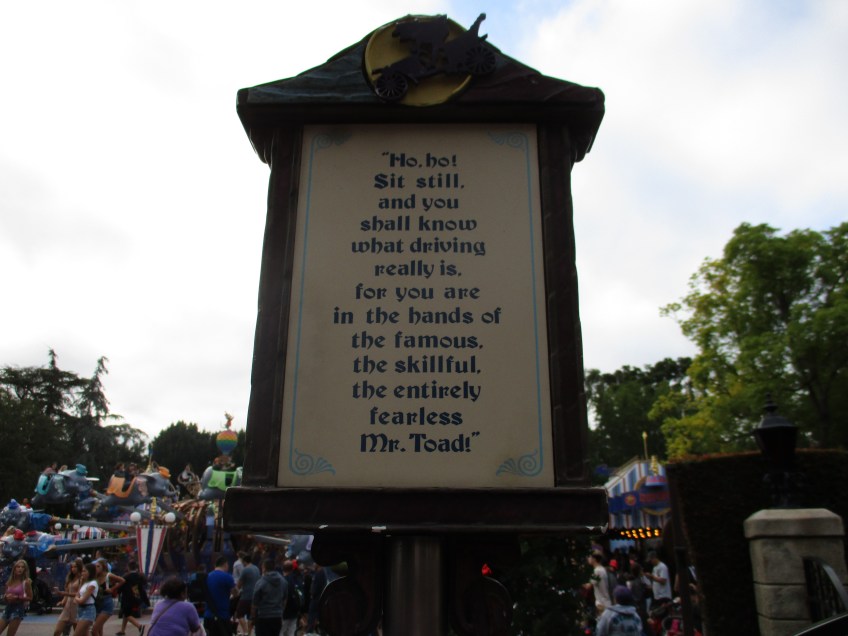 "Ho, ho!
Sit still,
and you
shall know
what driving
really is,
for you are
in the hands of
the famous,
the skillful,
the entirely
fearless
Mr. Toad!"